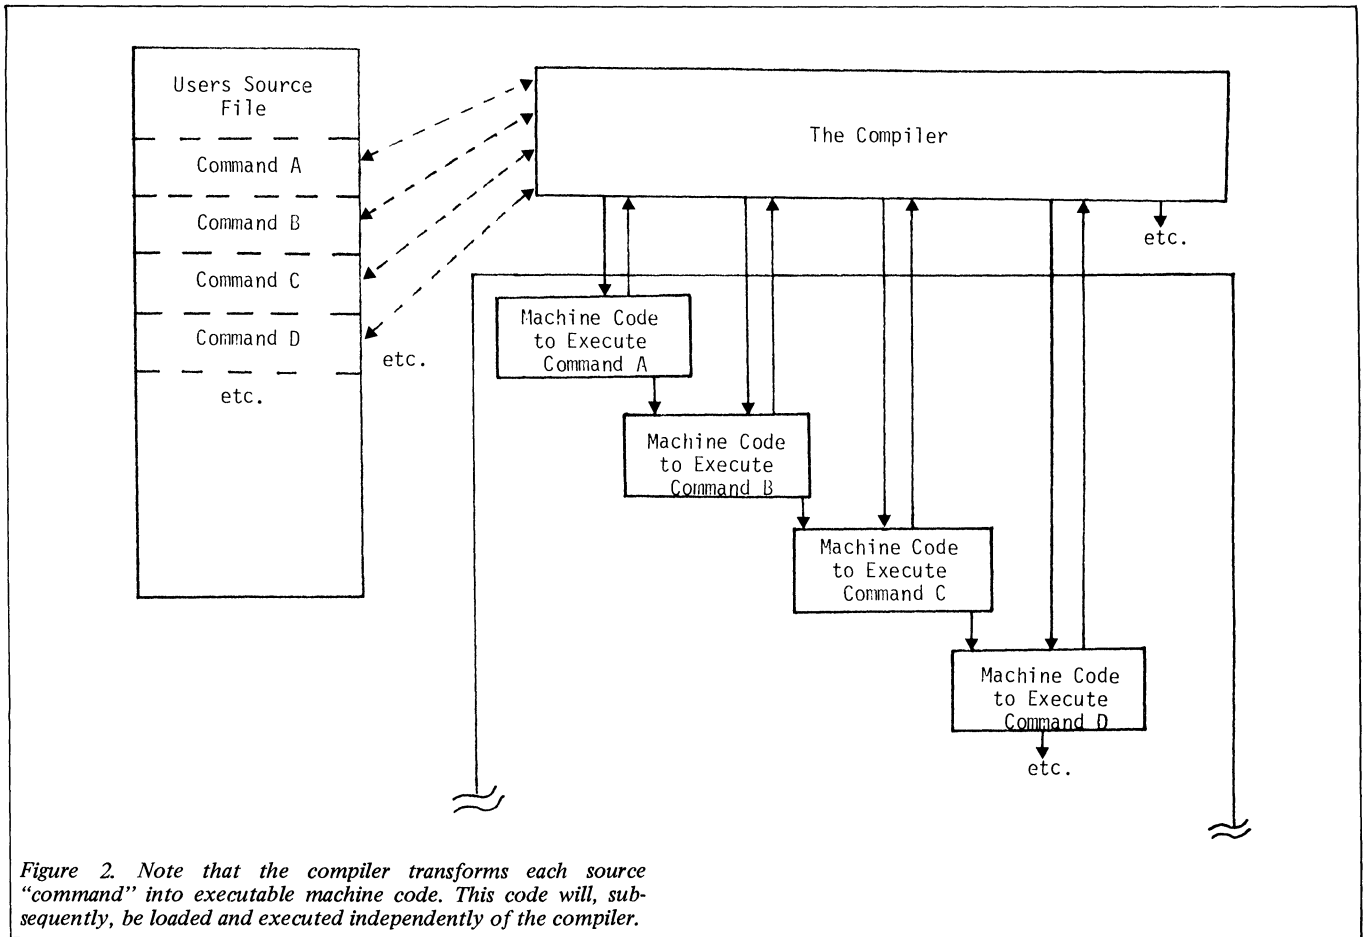 Users Source
File
Command A
Command B
Command C
Command D
etc.
etc.
The Compiler
etc.
Machine Code
to Execute
Command A
Machine Code
to Execute
Command B
Machine Code
to Execute
Command C
Machine Code
to Execute
Command D
etc.
Figure 2. Note that the compiler transforms each source
“command” into executable machine code. This code will, sub-
sequently, be loaded and executed independently of the compiler.